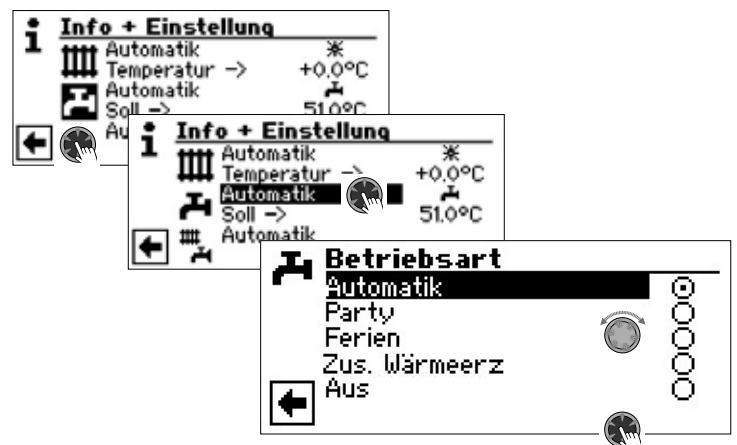 Info + Einstellung
Automatik
Temperatur -> +0.0°C
Automatik
Soll -> 51.0°C
Au
Info + Einstellung
Automatik
Temperatur -> +0.0°C
Automatik
Soll -> 51.0°C
Automatik
Betriebsart
Automatik
Party
Ferien
Zus. Wärmeerz
Aus